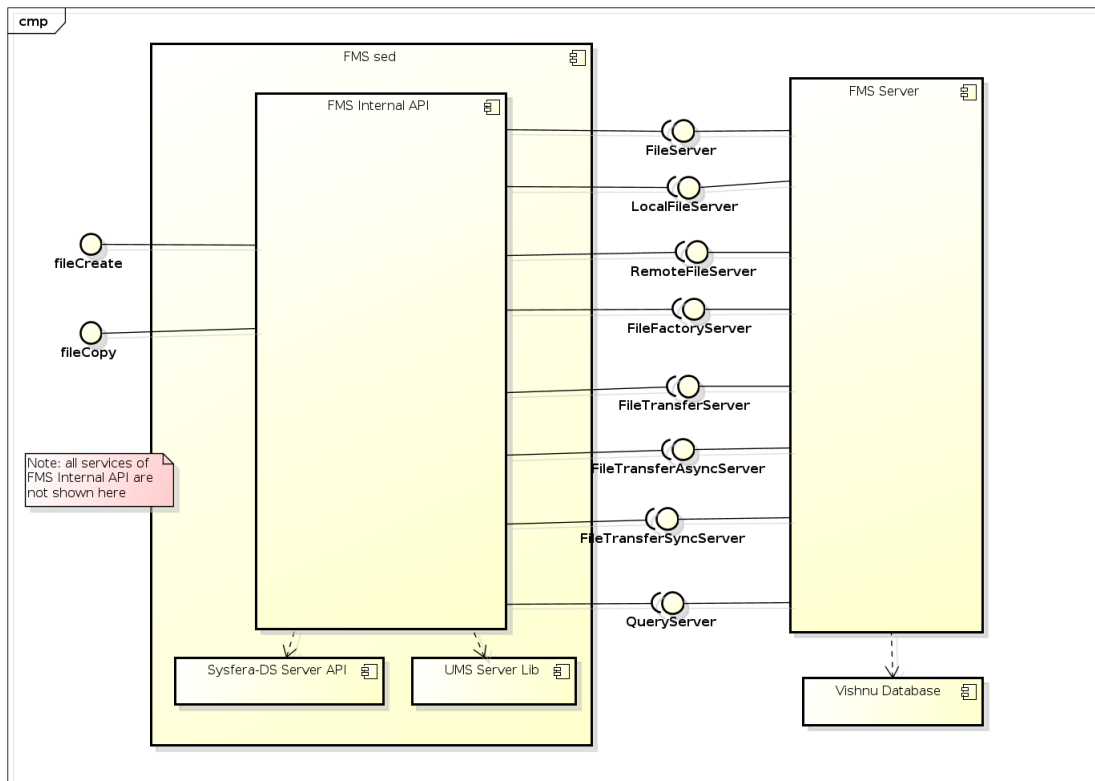 cmp
FMS sed
FMS Internal API
FMS Server
FileServer
LocalFileServer
fileCreate
RemoteFileServer
FileFactoryServer
fileCopy
FileTransferServer
Note: all services of
FMS Internal API are
not shown here
FileTransferAsyncServer
FileTransferSyncServer
QueryServer
Sysfera-DS Server API
UMS Server Lib
Vishnu Database